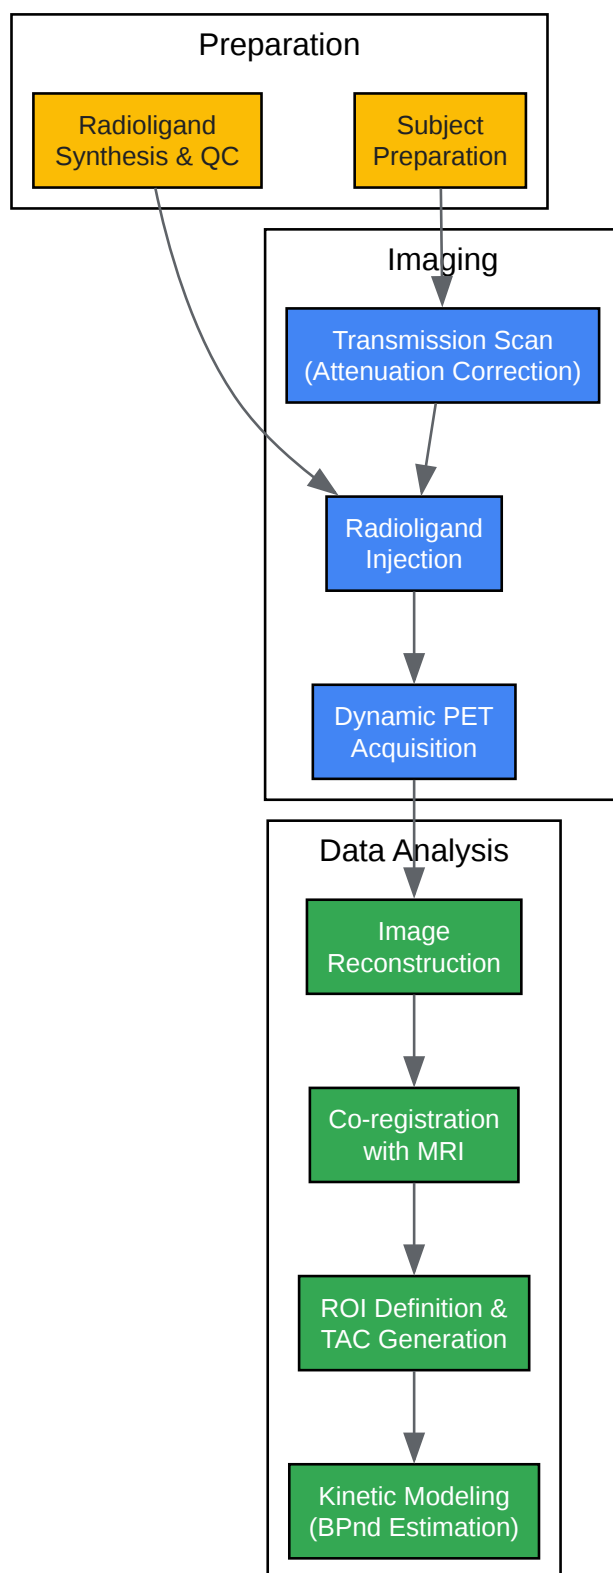 Preparation
Radioligand
Synthesis & QC
Subject
Preparation
Imaging
Transmission Scan
(Attenuation Correction)
Radioligand
Injection
Dynamic PET
Acquisition
Data Analysis
Image
Reconstruction
Co-registration
with MRI
ROI Definition &
TAC Generation
Kinetic Modeling
(BPnd Estimation)